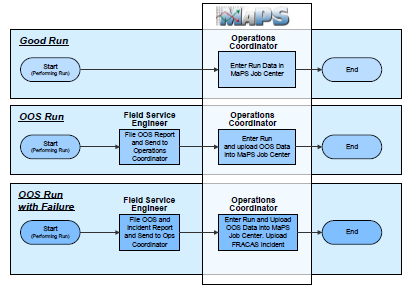 MAPS
Good Run
Operations
Coordinator
Start
(Performing Run)
Enter Run Data in
MaPS Job Center
End
OOS Run
Field Service
Engineer
Operations
Coordinator
Start
(Performing Run)
File OOS Report
and Send to
Operations
Coordinator
Enter Run
and upload OOS Data
into MaPS Job Center
End
OOS Run
with Failure
Field Service
Engineer
Operations
Coordinator
Start
(Performing Run)
File OOS and
Incident Report
and Send to Ops
Coordinator
Enter Run and Upload
OOS Data into MaPS
Job Center. Upload
FRACAS Incident
End